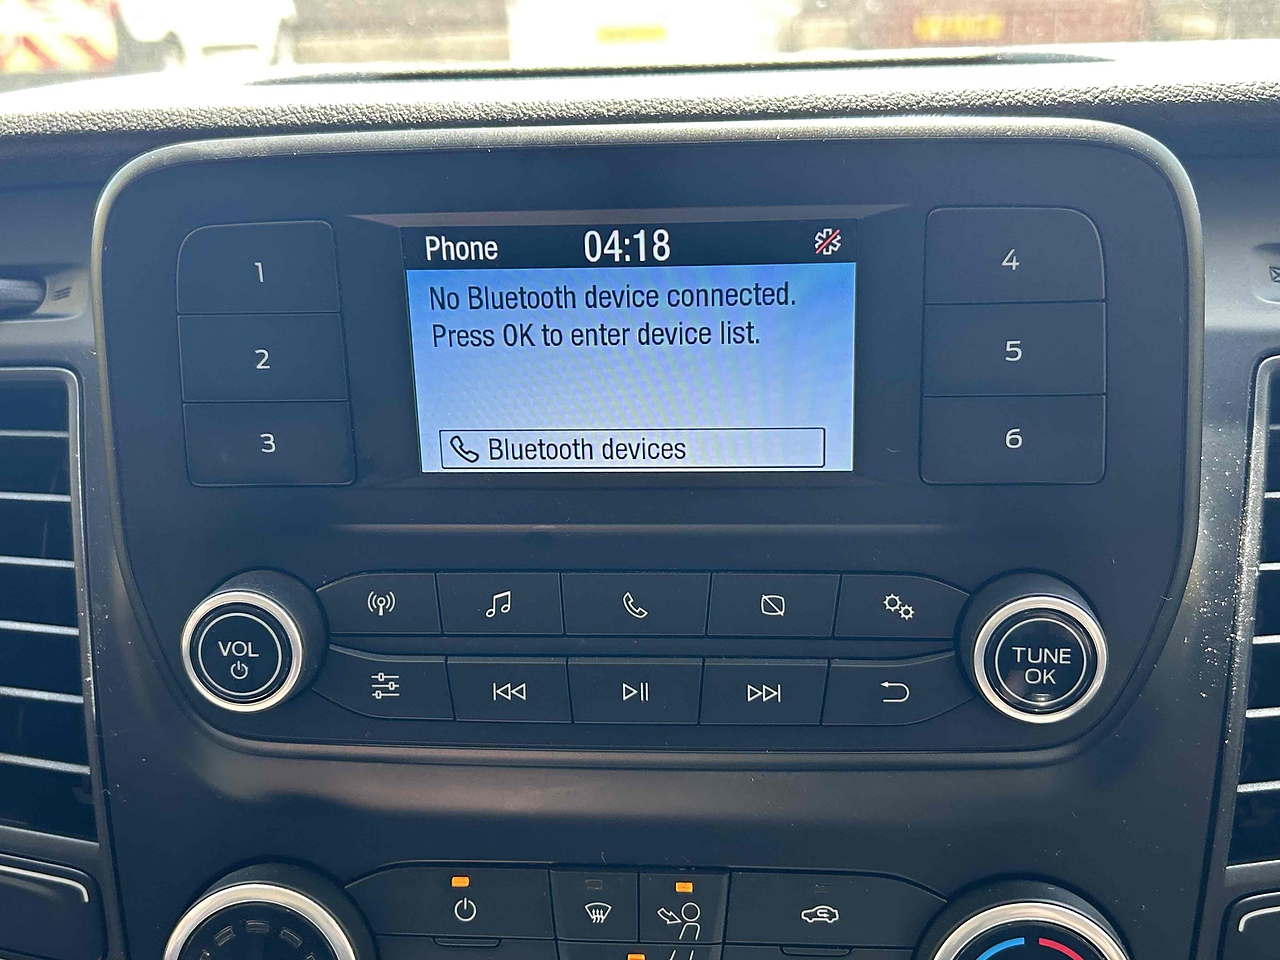 Phone 04:18
No Bluetooth device connected.
Press OK to enter device list.
Bluetooth devices
1
2
3
4
5
6
VOL
TUNE
OK